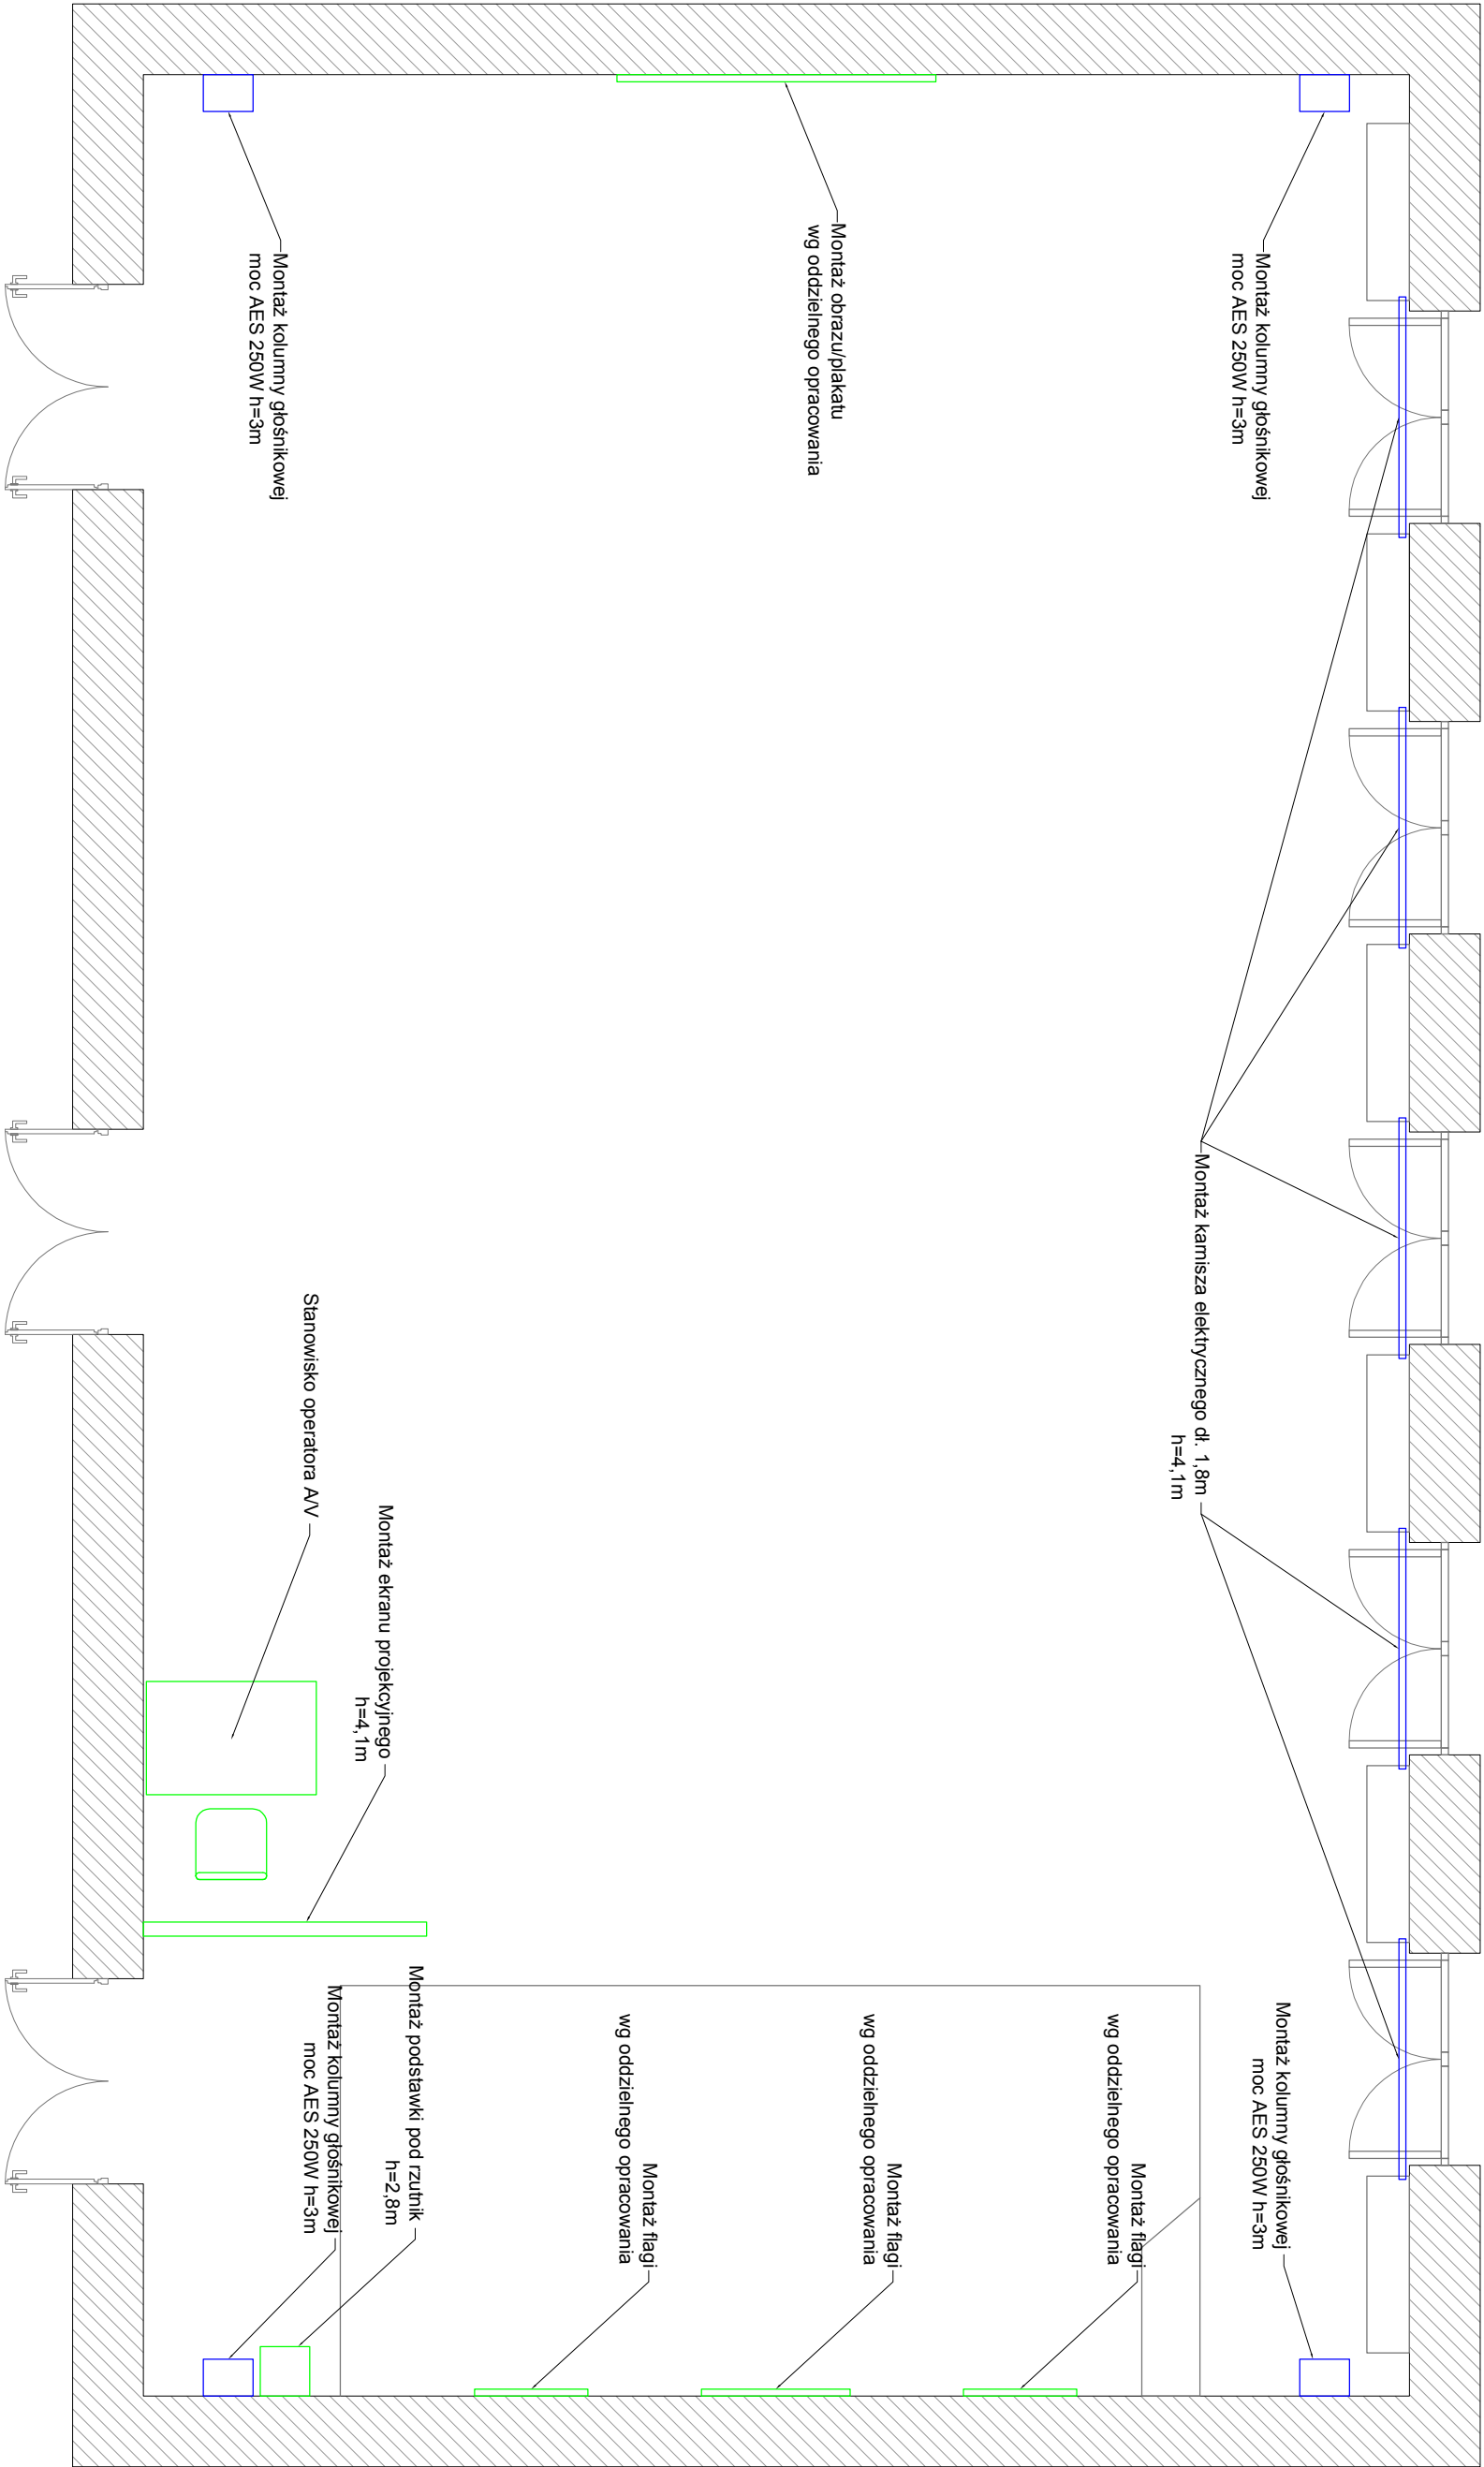 Montaż kolumny głośnikowej
moc AES 250W h=3m
Montaż obrazu/plakatu
wg oddzielnego opracowania
Montaż kolumny głośnikowej
moc AES 250W h=3m
Montaż karnisza elektrycznego dł. 1,8m
h=4,1m
Stanowisko operatora A/V
Montaż ekranu projekcyjnego
h=4,1m
Montaż kolumny głośnikowej
moc AES 250W h=3m
Montaż flagi
wg oddzielnego opracowania
Montaż flagi
wg oddzielnego opracowania
Montaż flagi
wg oddzielnego opracowania
Montaż podstawki pod rzutnik
h=2,8m
Montaż kolumny głośnikowej
moc AES 250W h=3m